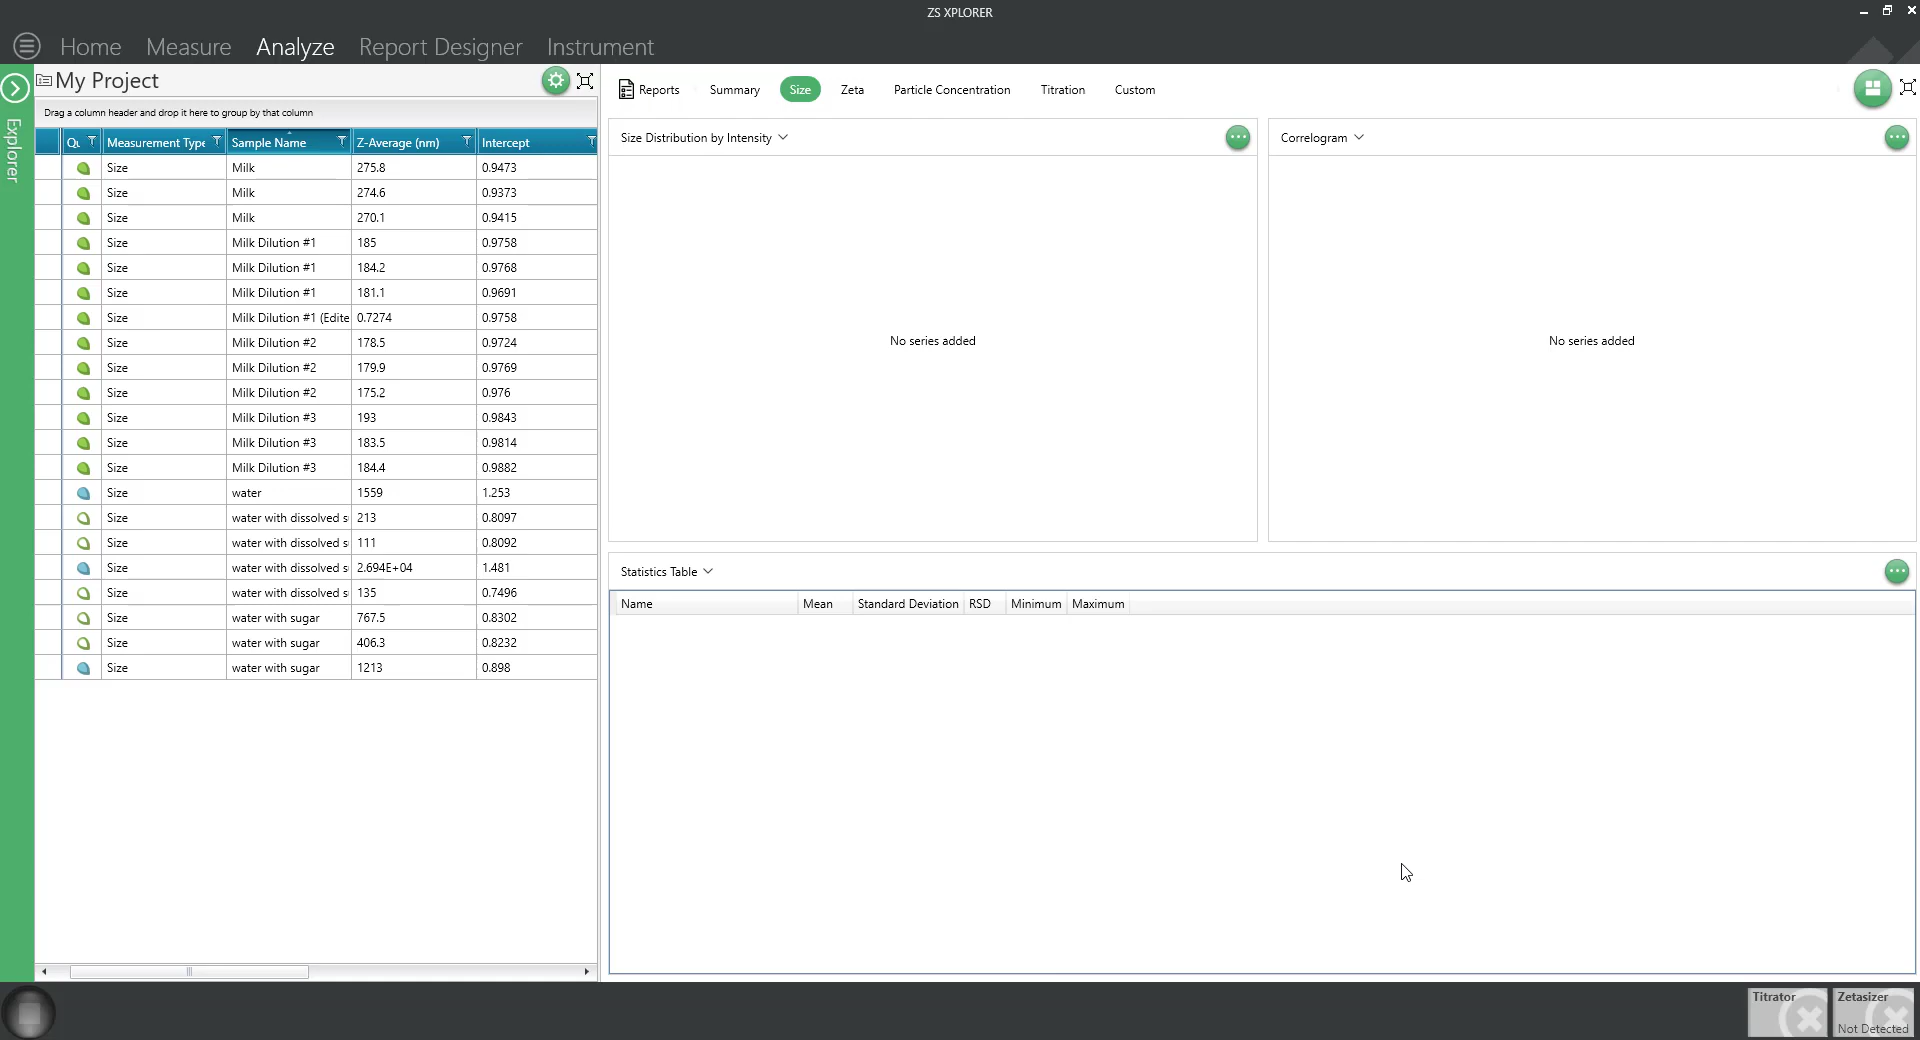 ZS XPLORER
Home Measure Analyze Report Designer Instrument
Explorer
My Project
Drag a column header and drop it here to group by that column
Qu Measurement Type Sample Name Z-Average (nm) Intercept
Size Milk 275.8 0.9473
Size Milk 274.6 0.9373
Size Milk 270.1 0.9415
Size Milk Dilution #1 185 0.9758
Size Milk Dilution #1 184.2 0.9768
Size Milk Dilution #1 181.1 0.9691
Size Milk Dilution #1 (Edite 0.7274 0.9758
Size Milk Dilution #2 178.5 0.9724
Size Milk Dilution #2 179.9 0.9769
Size Milk Dilution #2 175.2 0.976
Size Milk Dilution #3 193 0.9843
Size Milk Dilution #3 183.5 0.9814
Size Milk Dilution #3 184.4 0.9882
Size water 1559 1.253
Size water with dissolved s 213 0.8097
Size water with dissolved s 111 0.8092
Size water with dissolved s 2.694E+04 1.481
Size water with dissolved s 135 0.7496
Size water with sugar 767.5 0.8302
Size water with sugar 406.3 0.8232
Size water with sugar 1213 0.898
Reports Summary Size Zeta Particle Concentration Titration Custom
Size Distribution by Intensity
No series added
Correlogram
No series added
Statistics Table
Name Mean Standard Deviation RSD Minimum Maximum
Titrator
Zetasizer
Not Detected